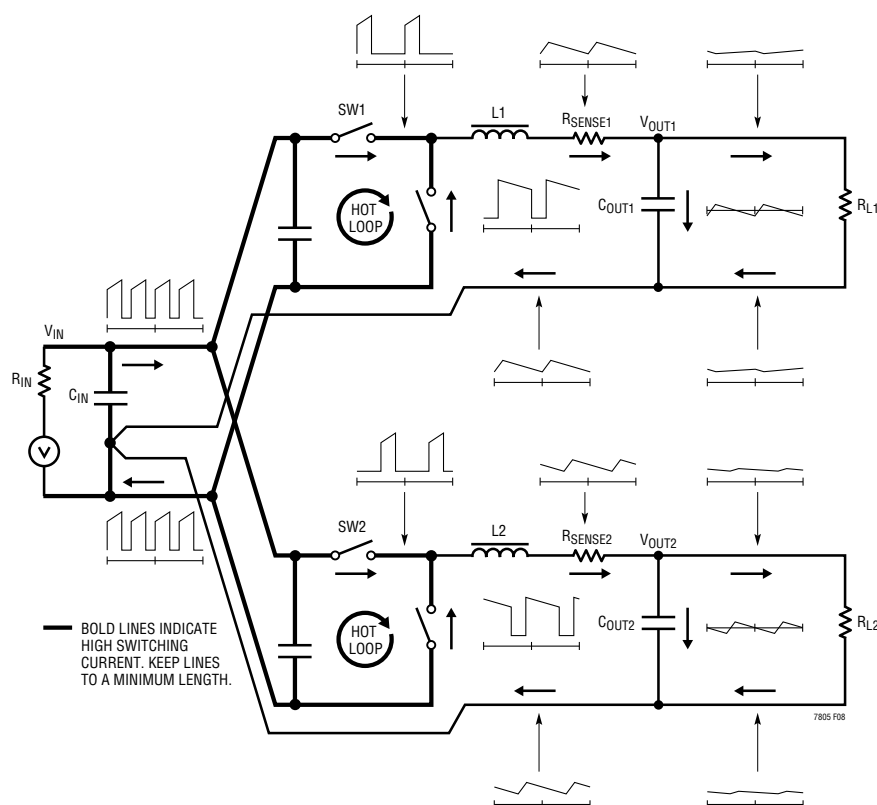 SW1
L1
RSENSE1
VOUT1
HOT
LOOP
COUT1
RL1
VIN
RIN
CIN
V
SW2
L2
RSENSE2
VOUT2
HOT
LOOP
COUT2
RL2
BOLD LINES INDICATE
HIGH SWITCHING
CURRENT. KEEP LINES
TO A MINIMUM LENGTH.
7805 F08